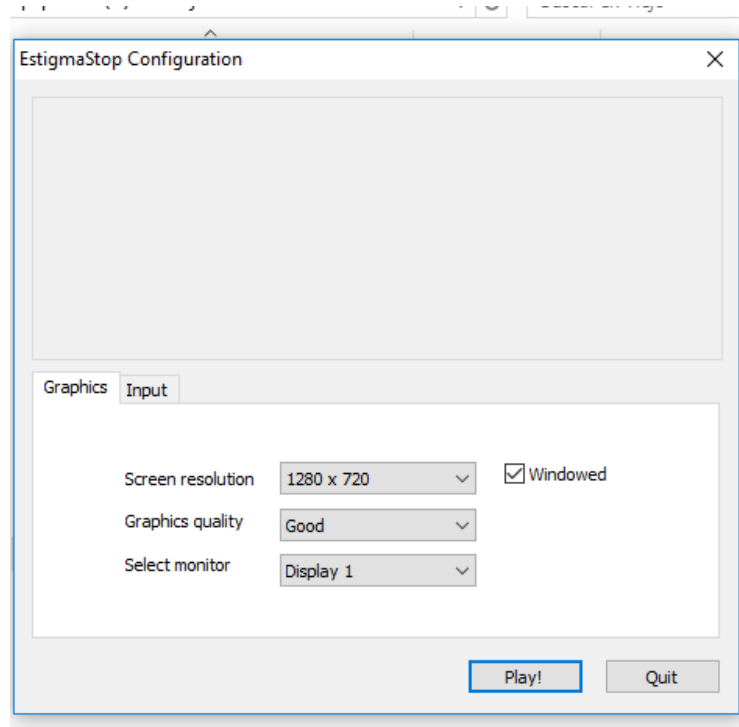 EstigmaStop Configuration
Graphics Input
Screen resolution 1280 x 720 Windowed
Graphics quality Good
Select monitor Display 1
Play! Quit